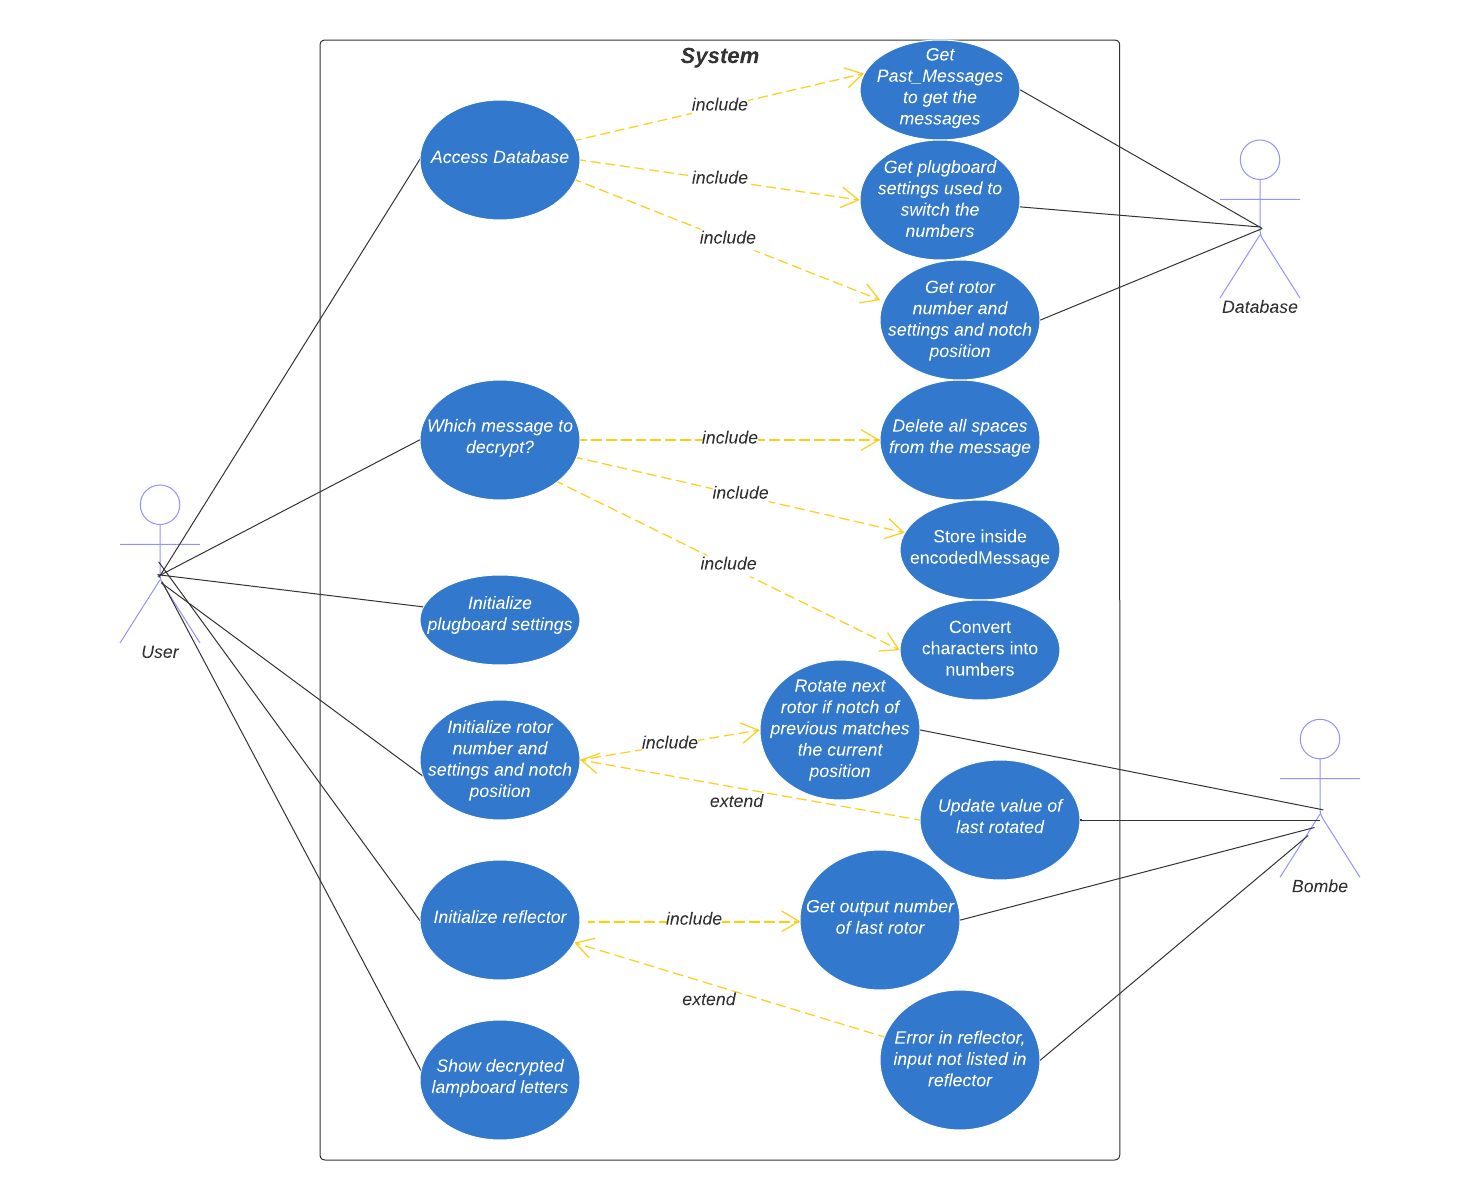 System
Get
Past_Messages
to get the
messages
include
Access Database
include
Get plugboard
settings used to
switch the
numbers
include
Get rotor
number and
settings and notch
position
Database
Which message to
decrypt?
include
Delete all spaces
from the message
include
Store inside
encodedMessage
include
Initialize
plugboard settings
Convert
characters into
numbers
User
Rotate next
rotor if notch of
previous matches
the current
position
Initialize rotor
number and
settings and notch
position
include
extend
Update value of
last rotated
Bombe
Initialize reflector
include
Get output number
of last rotor
extend
Error in reflector,
input not listed in
reflector
Show decrypted
lampboard letters